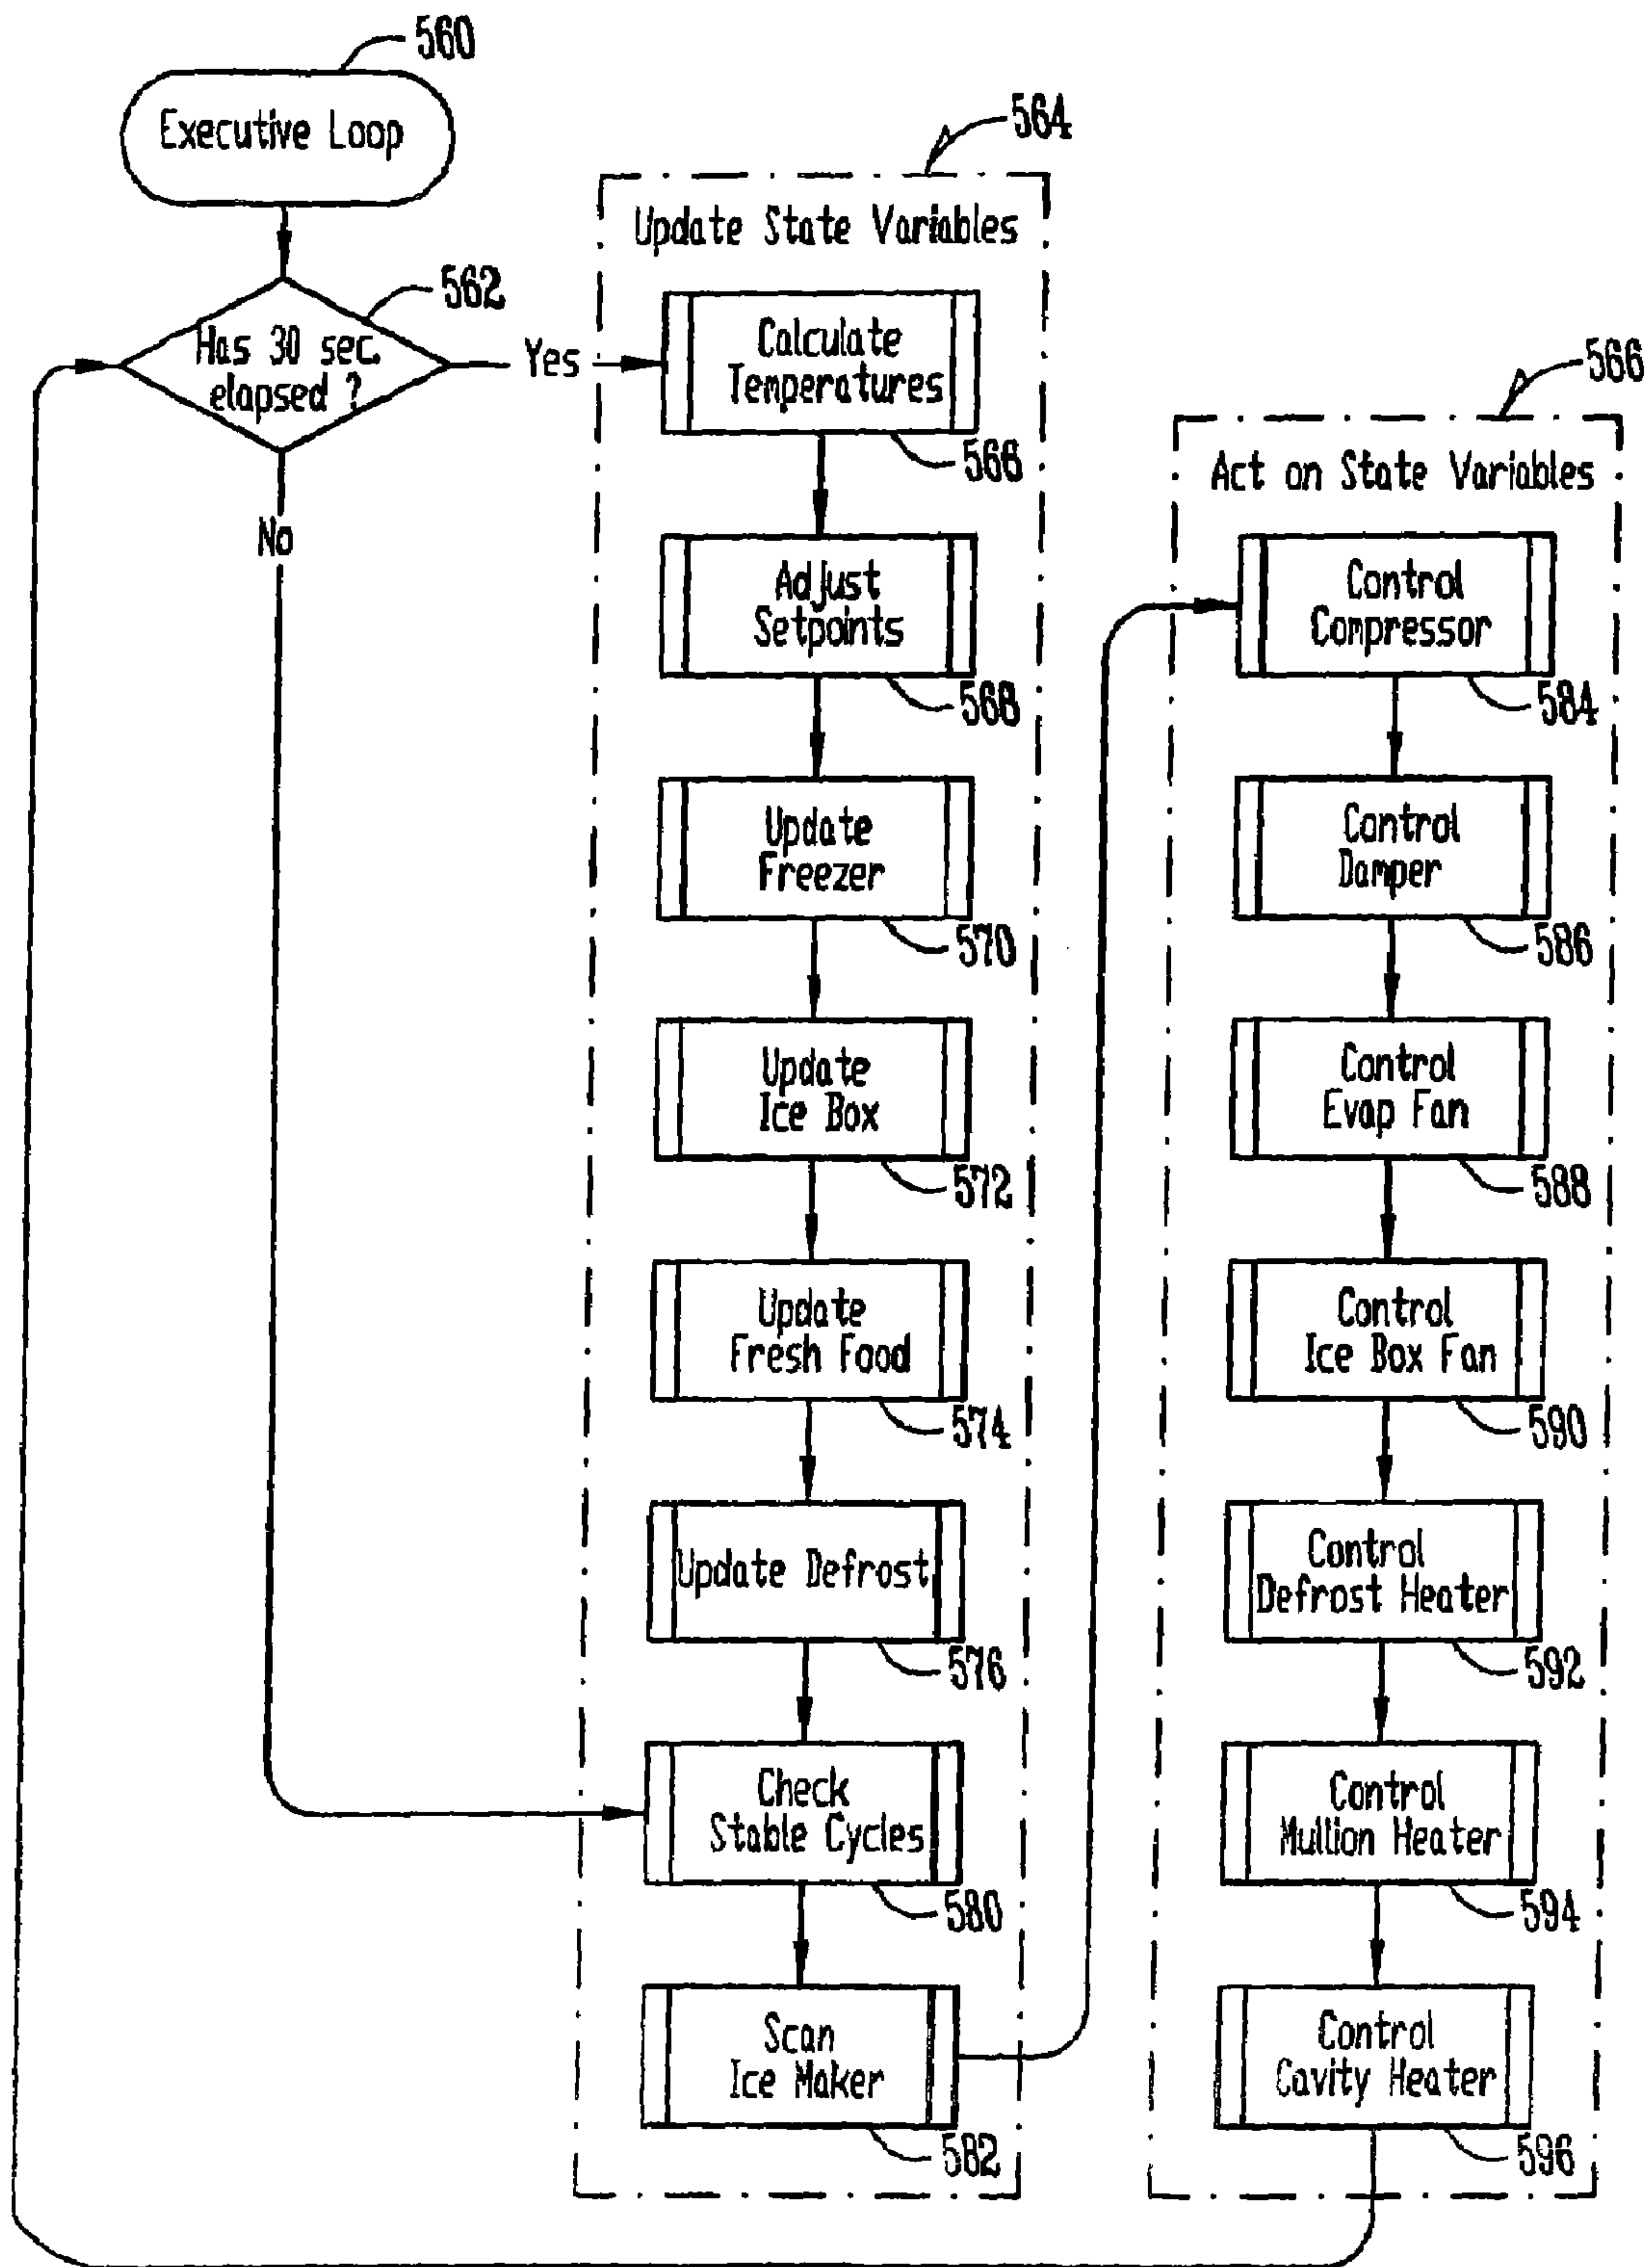 560
Executive Loop
562
Has 30 sec.
elapsed ?
Yes
No
564
Update State Variables
Calculate
Temperatures
566
Adjust
Setpoints
568
Update
Freezer
570
Update
Ice Box
572
Update
Fresh Food
574
Update Defrost
576
Check
Stable Cycles
580
Scan
Ice Maker
582
566
Act on State Variables
Control
Compressor
584
Control
Damper
586
Control
Evap Fan
588
Control
Ice Box Fan
590
Control
Defrost Heater
592
Control
Mullion Heater
594
Control
Cavity Heater
596